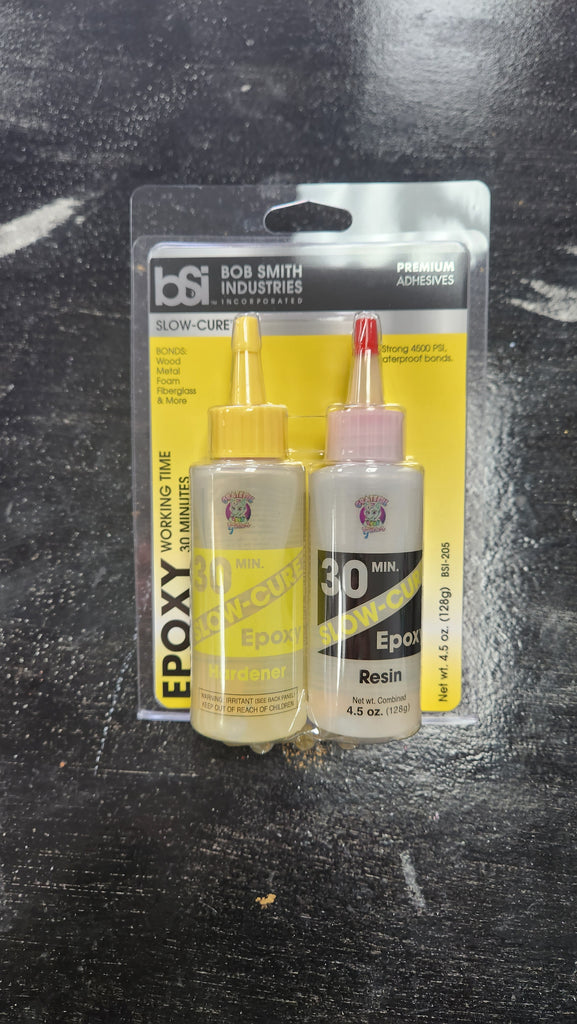 bsi
BOB SMITH
INDUSTRIES
INCORPORATED
PREMIUM
ADHESIVES
SLOW-CURE
BONDS:
Wood
Metal
Foam
Fiberglass
& More
Strong 4500 PSI,
aterproof bonds.
EPOXY
WORKING TIME
30 MINUTES
30 MIN.
SLOW-CURE
Epoxy
Hardener
WARNING: IRRITANT (SEE BACK PANEL)
KEEP OUT OF REACH OF CHILDREN.
30 MIN.
SLOW-CUR
Epox
Resin
Net wt. Combined
4.5 oz. (128g)
Net wt. 4.5 oz. (128g) BSI-205